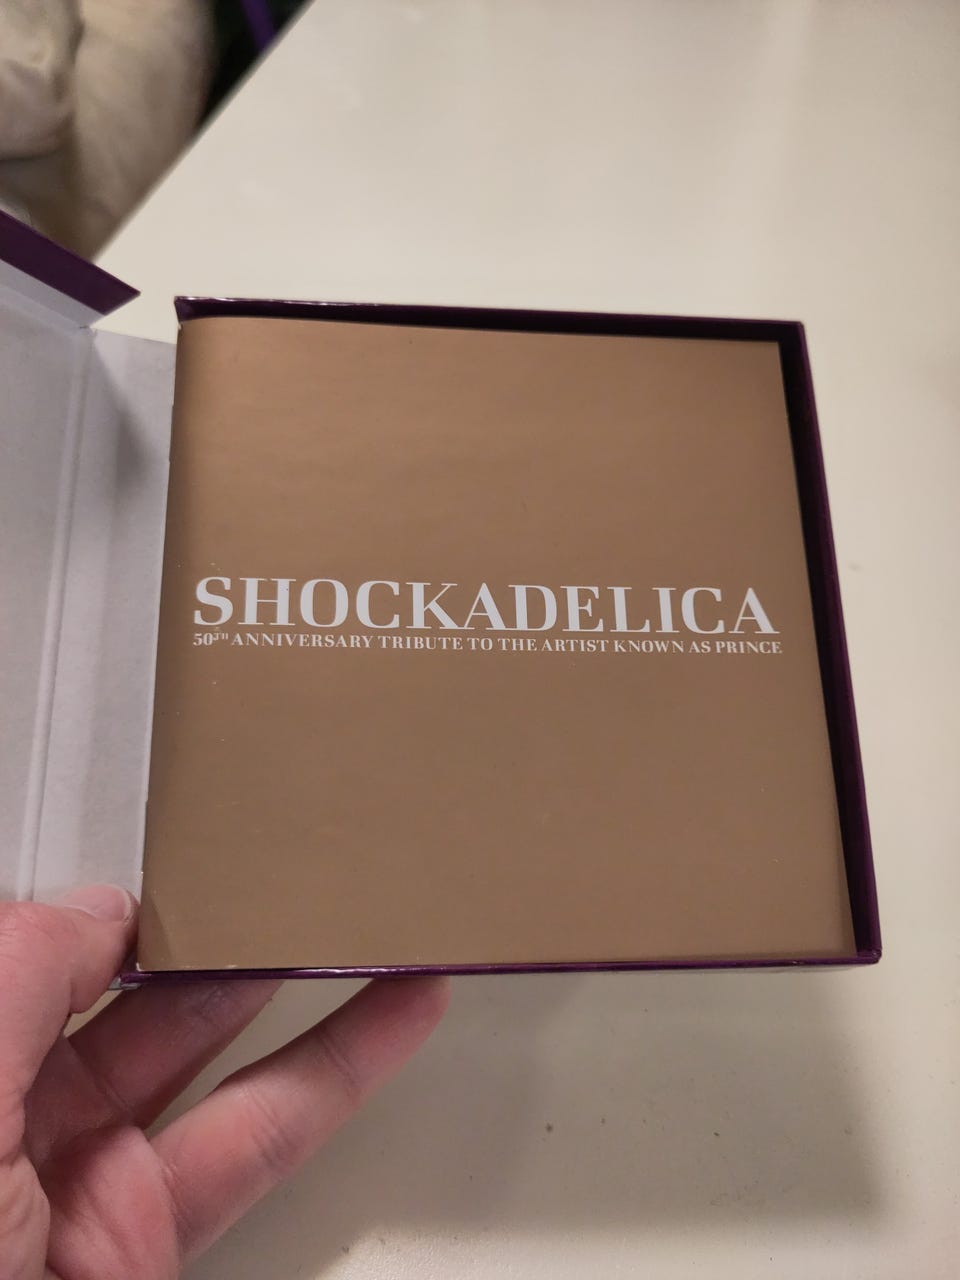 SHOCKADELICA
50TH ANNIVERSARY TRIBUTE TO THE ARTIST KNOWN AS PRINCE